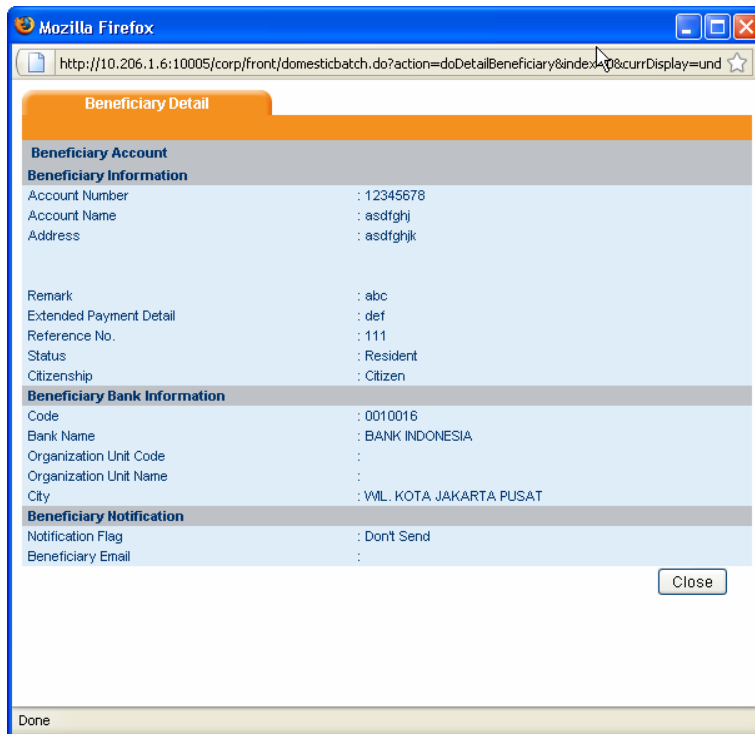 Mozilla Firefox
http://10.206.1.6:10005/corp/front/domesticbatch.do?action=doDetailBeneficiary&index=0&currDisplay=und
Beneficiary Detail
Beneficiary Account
Beneficiary Information
Account Number : 12345678
Account Name : asdfghj
Address : asdfghjk
Remark : abc
Extended Payment Detail : def
Reference No. : 111
Status : Resident
Citizenship : Citizen
Beneficiary Bank Information
Code : 0010016
Bank Name : BANK INDONESIA
Organization Unit Code :
Organization Unit Name :
City : WIL. KOTA JAKARTA PUSAT
Beneficiary Notification
Notification Flag : Don't Send
Beneficiary Email :
Close
Done